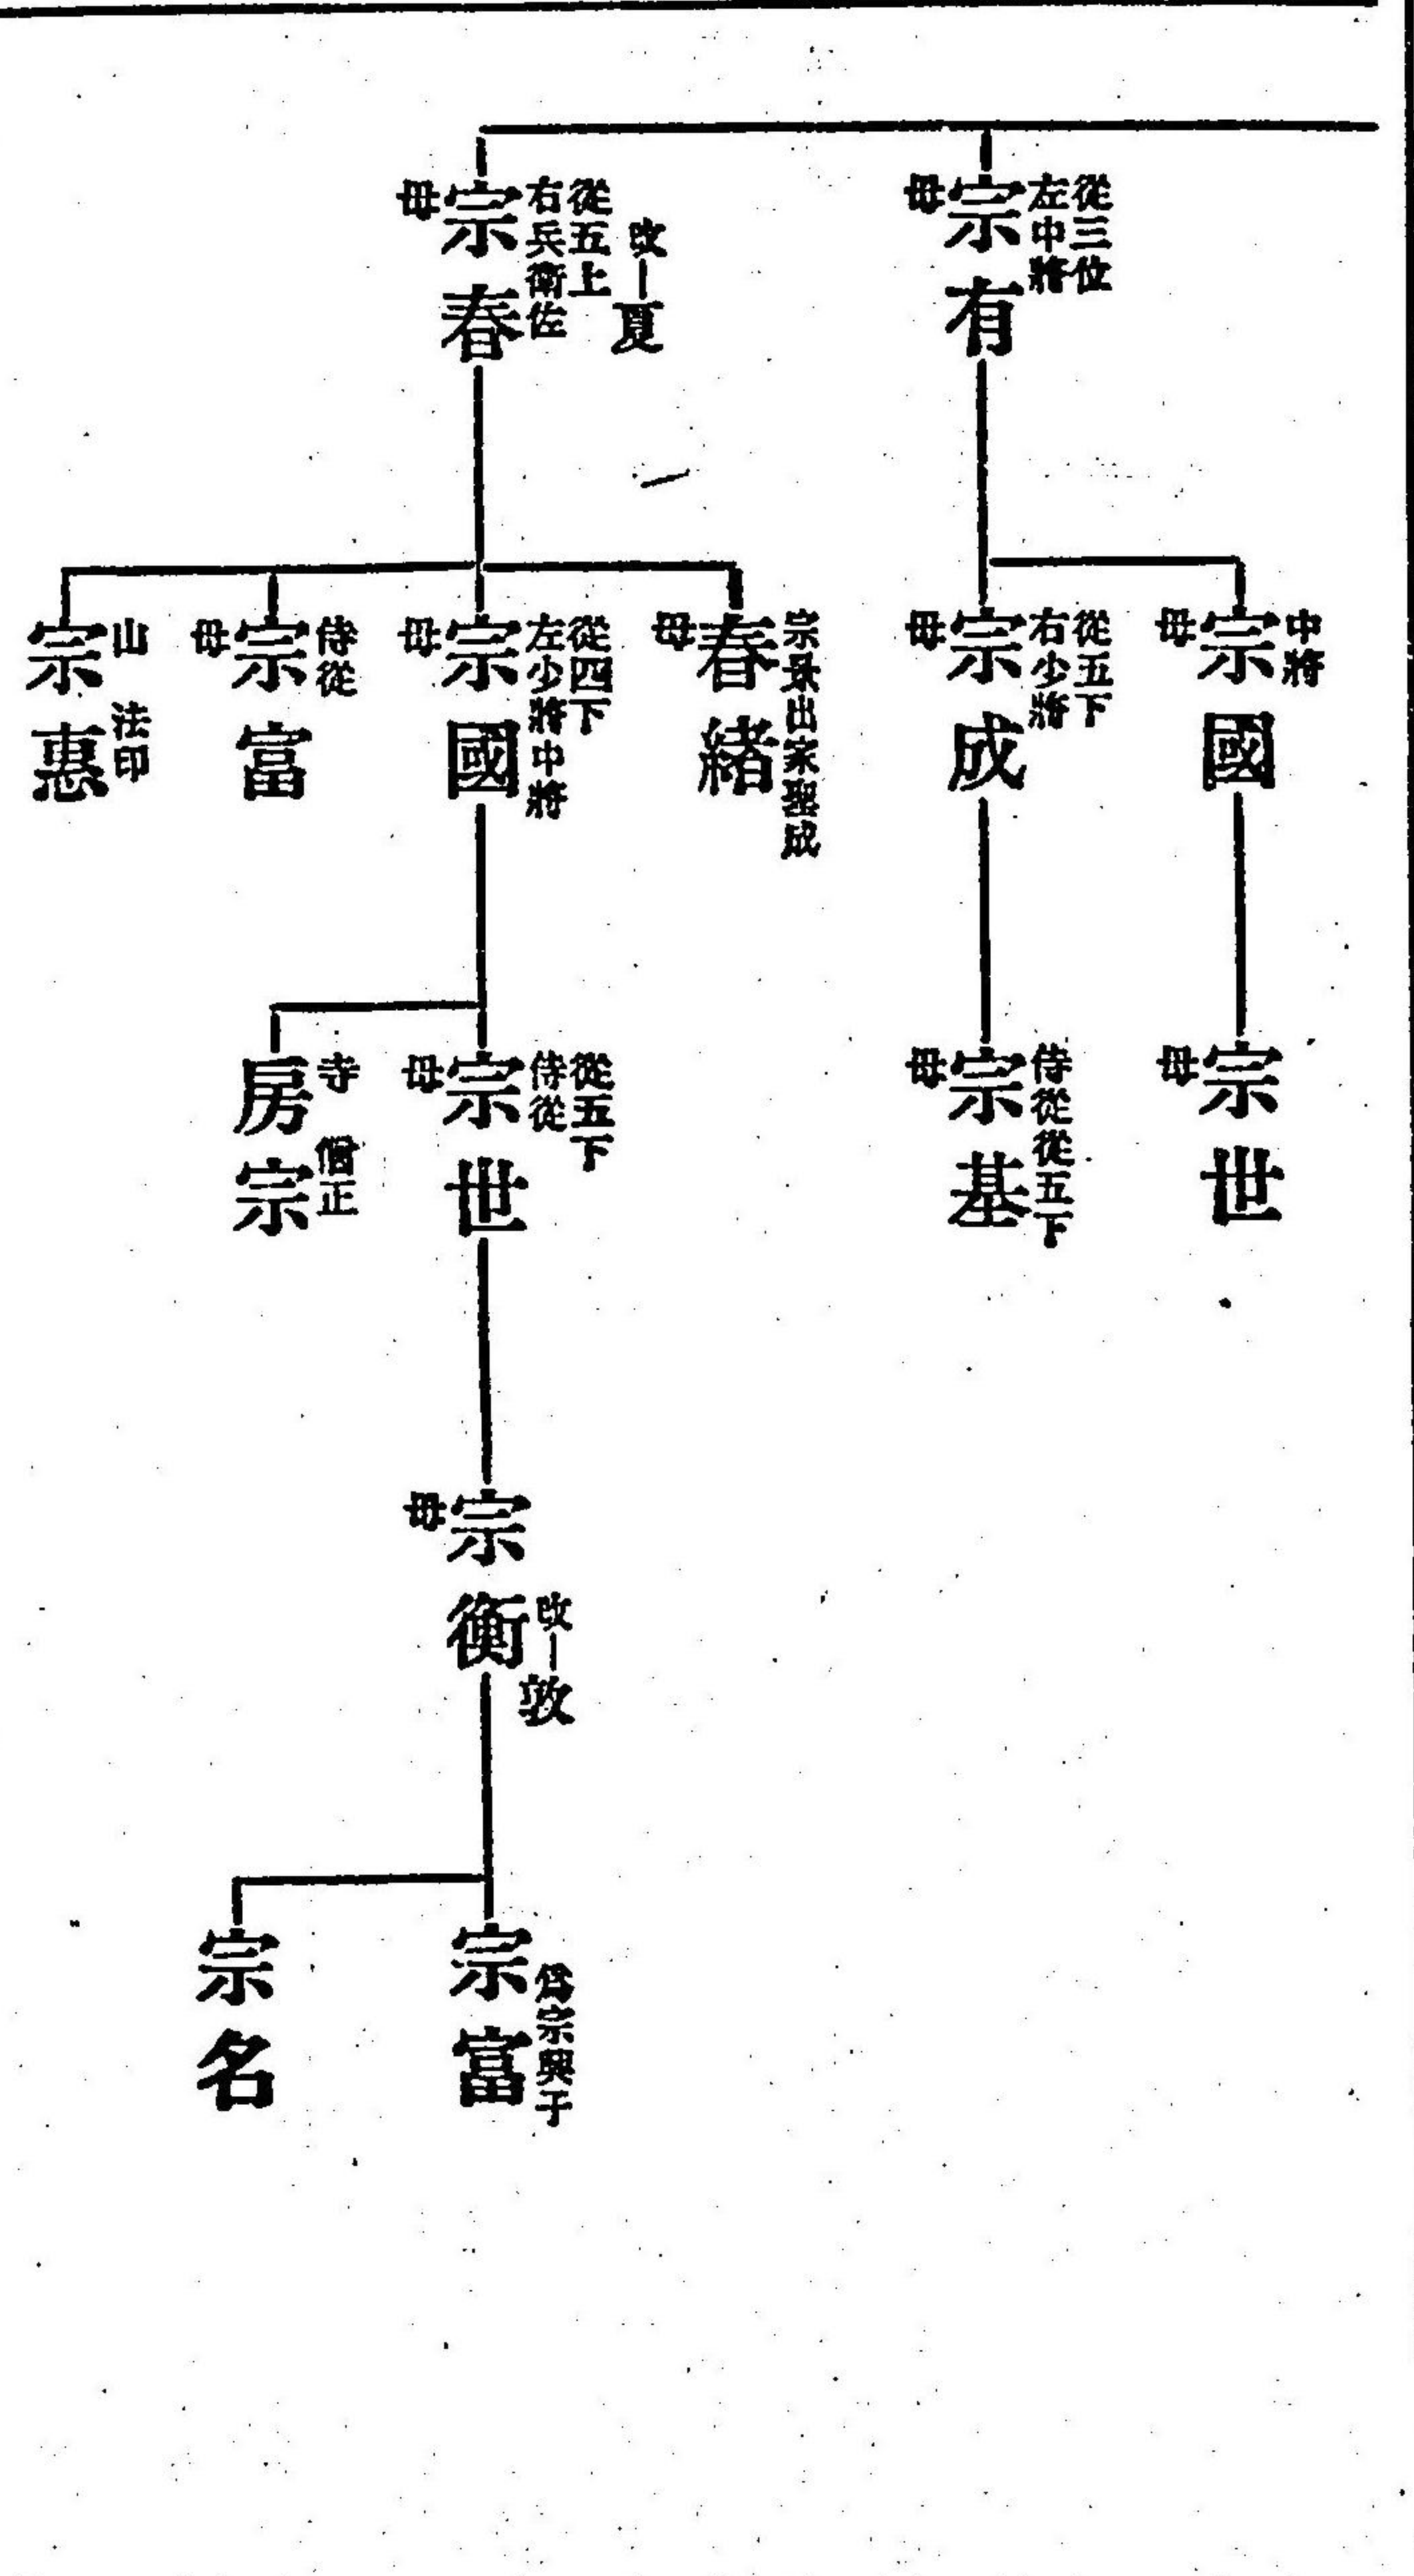 從三位
左中將
宗有
母
中將
宗國
母
宗世
母
從五下
右少將
宗成
母
侍從從五下
宗基
母
改—夏
從五上
右兵衛佐
宗春
母
宗景出家聖成
春緒
母
從四下
左少將中將
宗國
母
從五下
侍從
宗世
母
改—敦
宗衡
母
爲宗興子
宗富
宗名
寺 僧正
房宗
侍從
宗富
母
山 法印
宗惠